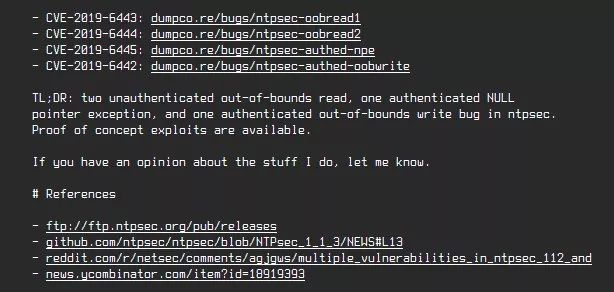 - CVE-2019-6443: dumpco.re/bugs/ntpsec-oobread1
- CVE-2019-6444: dumpco.re/bugs/ntpsec-oobread2
- CVE-2019-6445: dumpco.re/bugs/ntpsec-authed-npe
- CVE-2019-6442: dumpco.re/bugs/ntpsec-authed-oobwrite
TL;DR: two unauthenticated out-of-bounds read, one authenticated NULL
pointer exception, and one authenticated out-of-bounds write bug in ntpsec.
Proof of concept exploits are available.
If you have an opinion about the stuff I do, let me know.
# References
- ftp://ftp.ntpsec.org/pub/releases
- github.com/ntpsec/ntpsec/blob/NTPsec_1_1_3/NEWS#L13
- reddit.com/r/netsec/comments/agjgws/multiple_vulnerabilities_in_ntpsec_112_and
- news.ycombinator.com/item?id=18919393